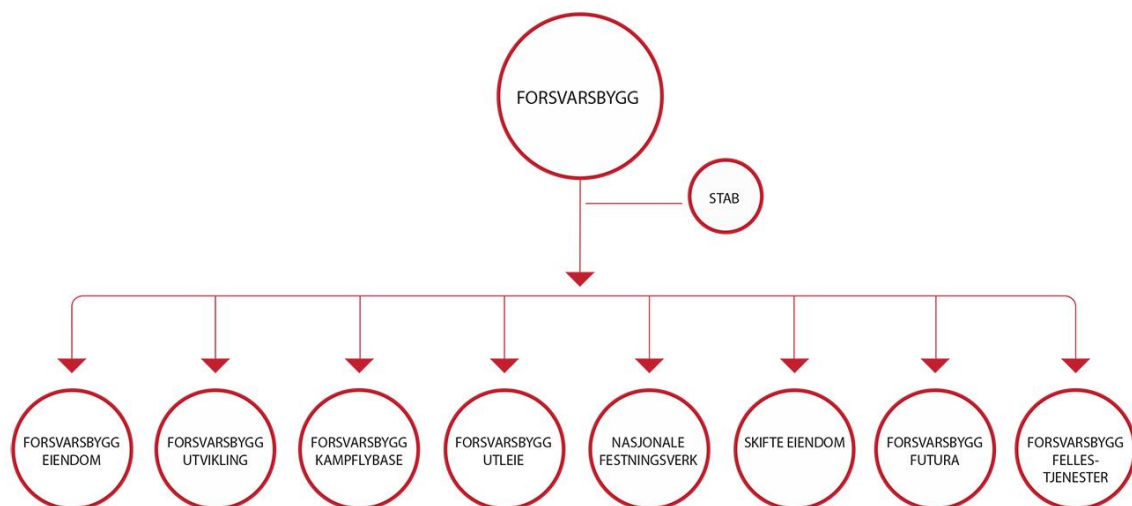 FORSVARSBYGG
STAB
FORSVARSBYGG
EIENDOM
FORSVARSBYGG
UTVIKLING
FORSVARSBYGG
KAMPFLYBASE
FORSVARSBYGG
UTLEIE
NASJONALE
FESTNINGSVERK
SKIFTE EIENDOM
FORSVARSBYGG
FUTURA
FORSVARSBYGG
FELLES-
TJENESTER